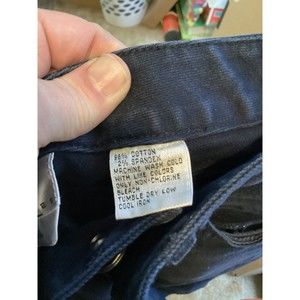 98% COTTON
2% SPANDEX
MACHINE WASH COLD
WITH LIKE COLORS
ONLY NON-CHLORINE
BLEACH
TUMBLE DRY LOW
COOL IRON